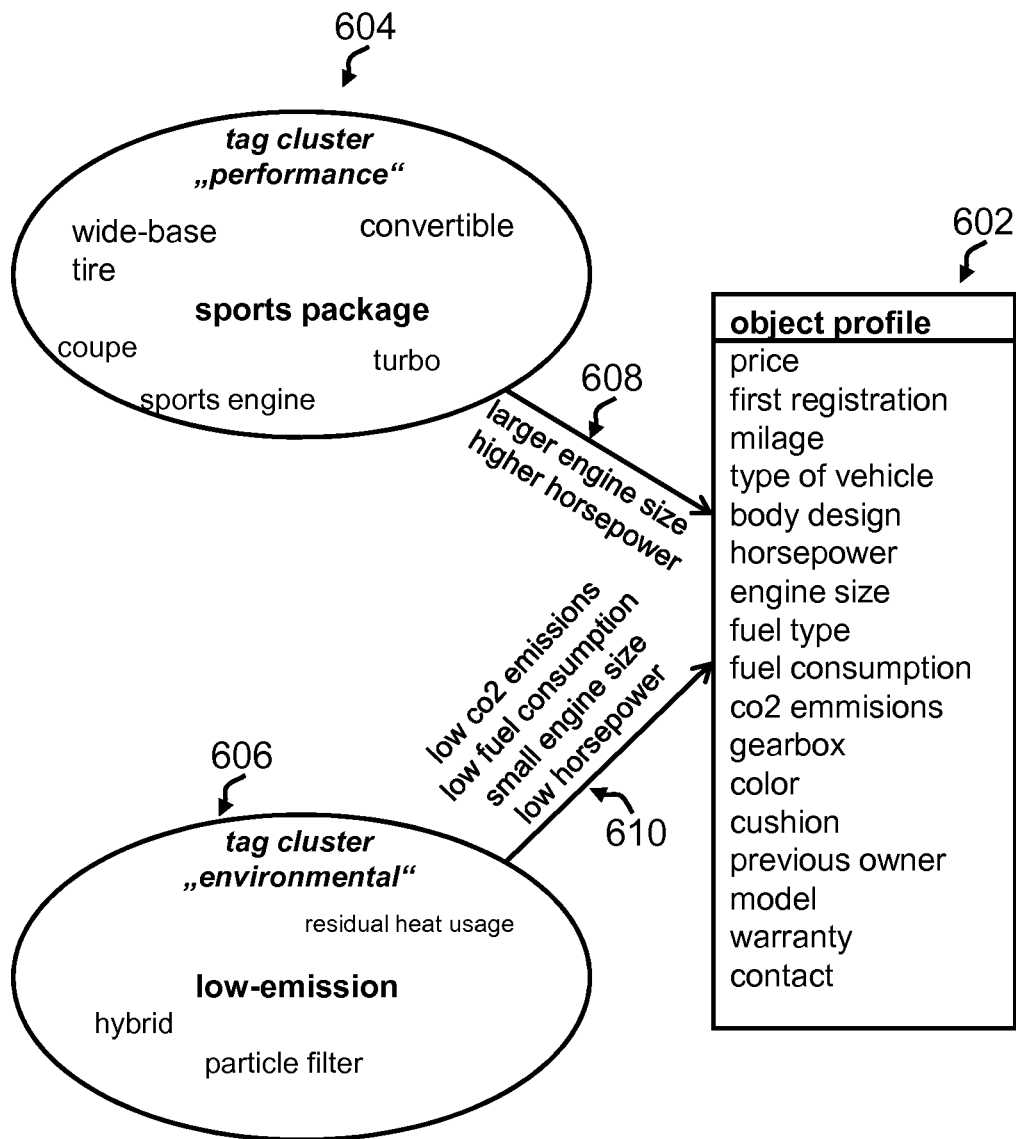 604
tag cluster
„performance“
wide-base
tire
convertible
sports package
coupe
turbo
sports engine
608
larger engine size
higher horsepower
602
object profile
price
first registration
milage
type of vehicle
body design
horsepower
engine size
fuel type
fuel consumption
co2 emmisions
gearbox
color
cushion
previous owner
model
warranty
contact
low co2 emissions
low fuel consumption
small engine size
low horsepower
610
606
tag cluster
„environmental“
residual heat usage
low-emission
hybrid
particle filter